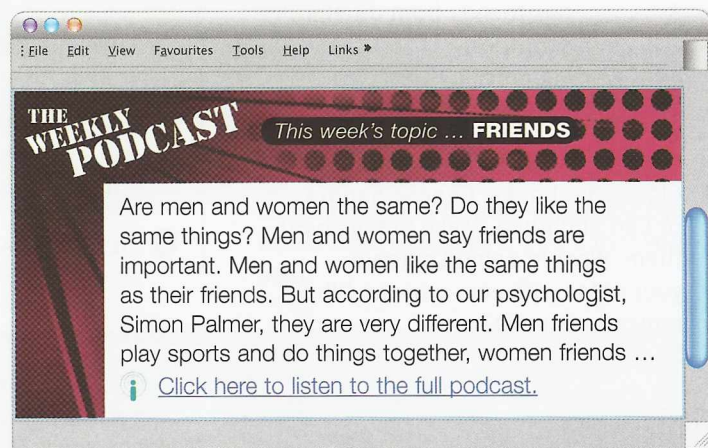 File Edit View Favourites Tools Help Links »
THE
WEEKLY
PODCAST
This week's topic ... FRIENDS
Are men and women the same? Do they like the
same things? Men and women say friends are
important. Men and women like the same things
as their friends. But according to our psychologist,
Simon Palmer, they are very different. Men friends
play sports and do things together, women friends ...
Click here to listen to the full podcast.